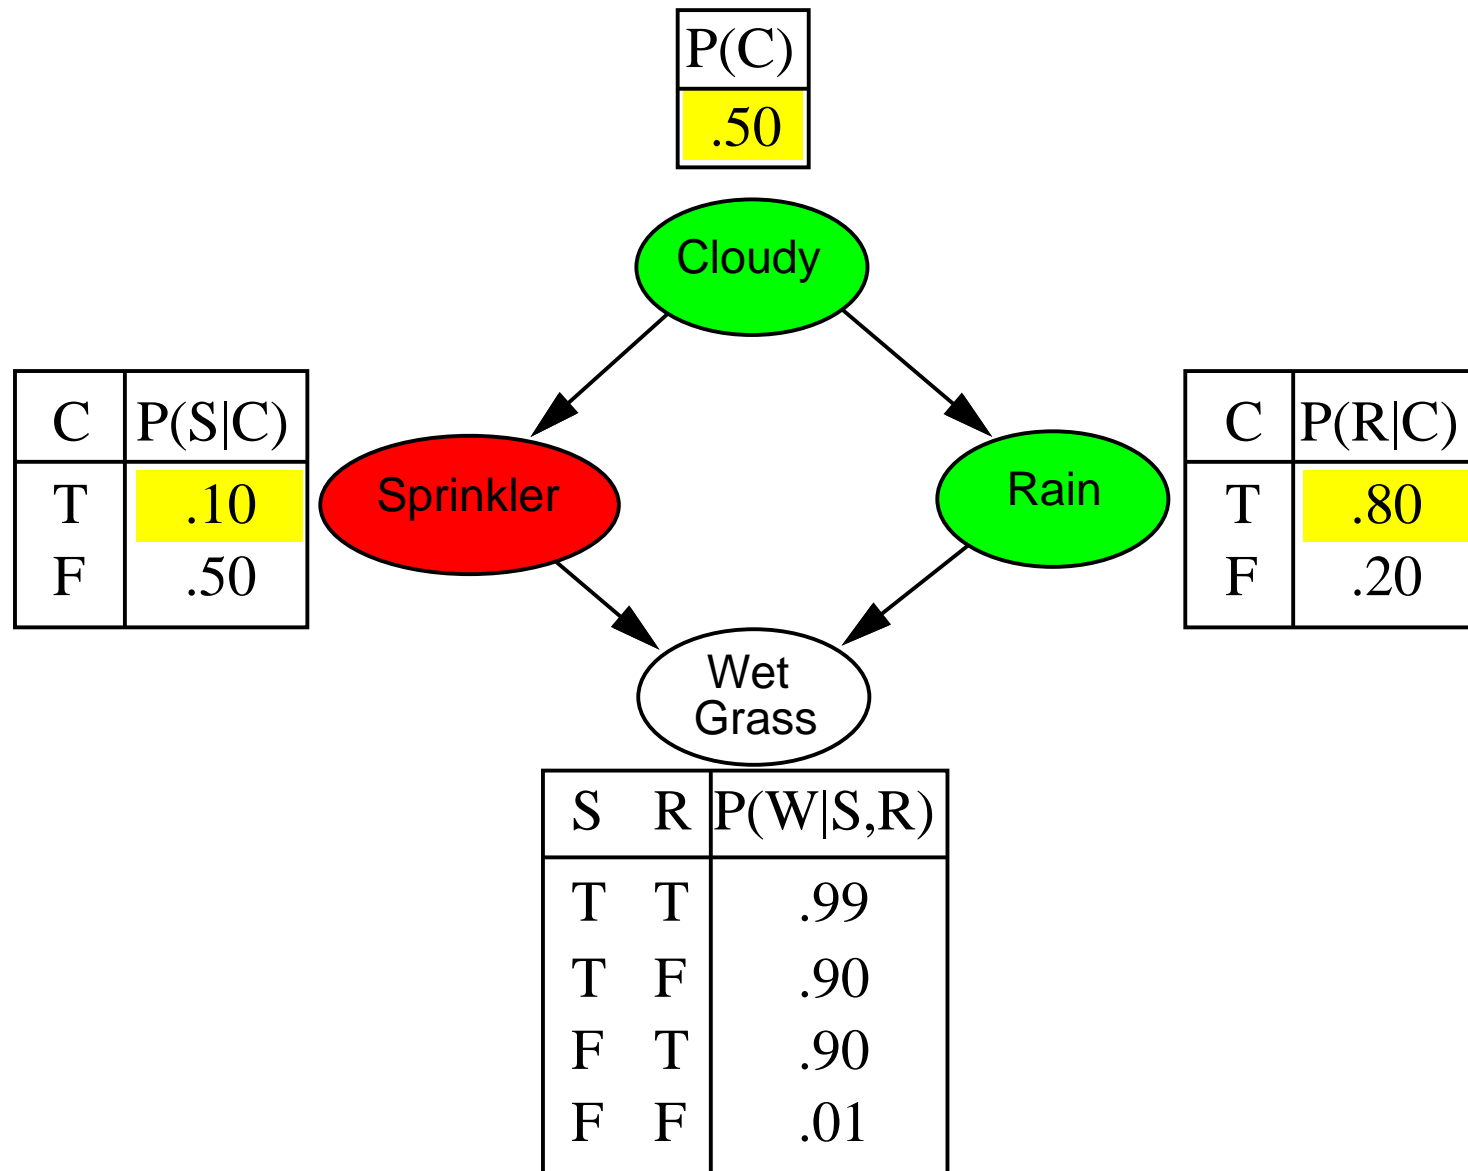 P(C)
.50
Cloudy
C P(S|C)
T .10
F .50
Sprinkler
Rain
C P(R|C)
T .80
F .20
Wet
Grass
S R P(W|S,R)
T T .99
T F .90
F T .90
F F .01